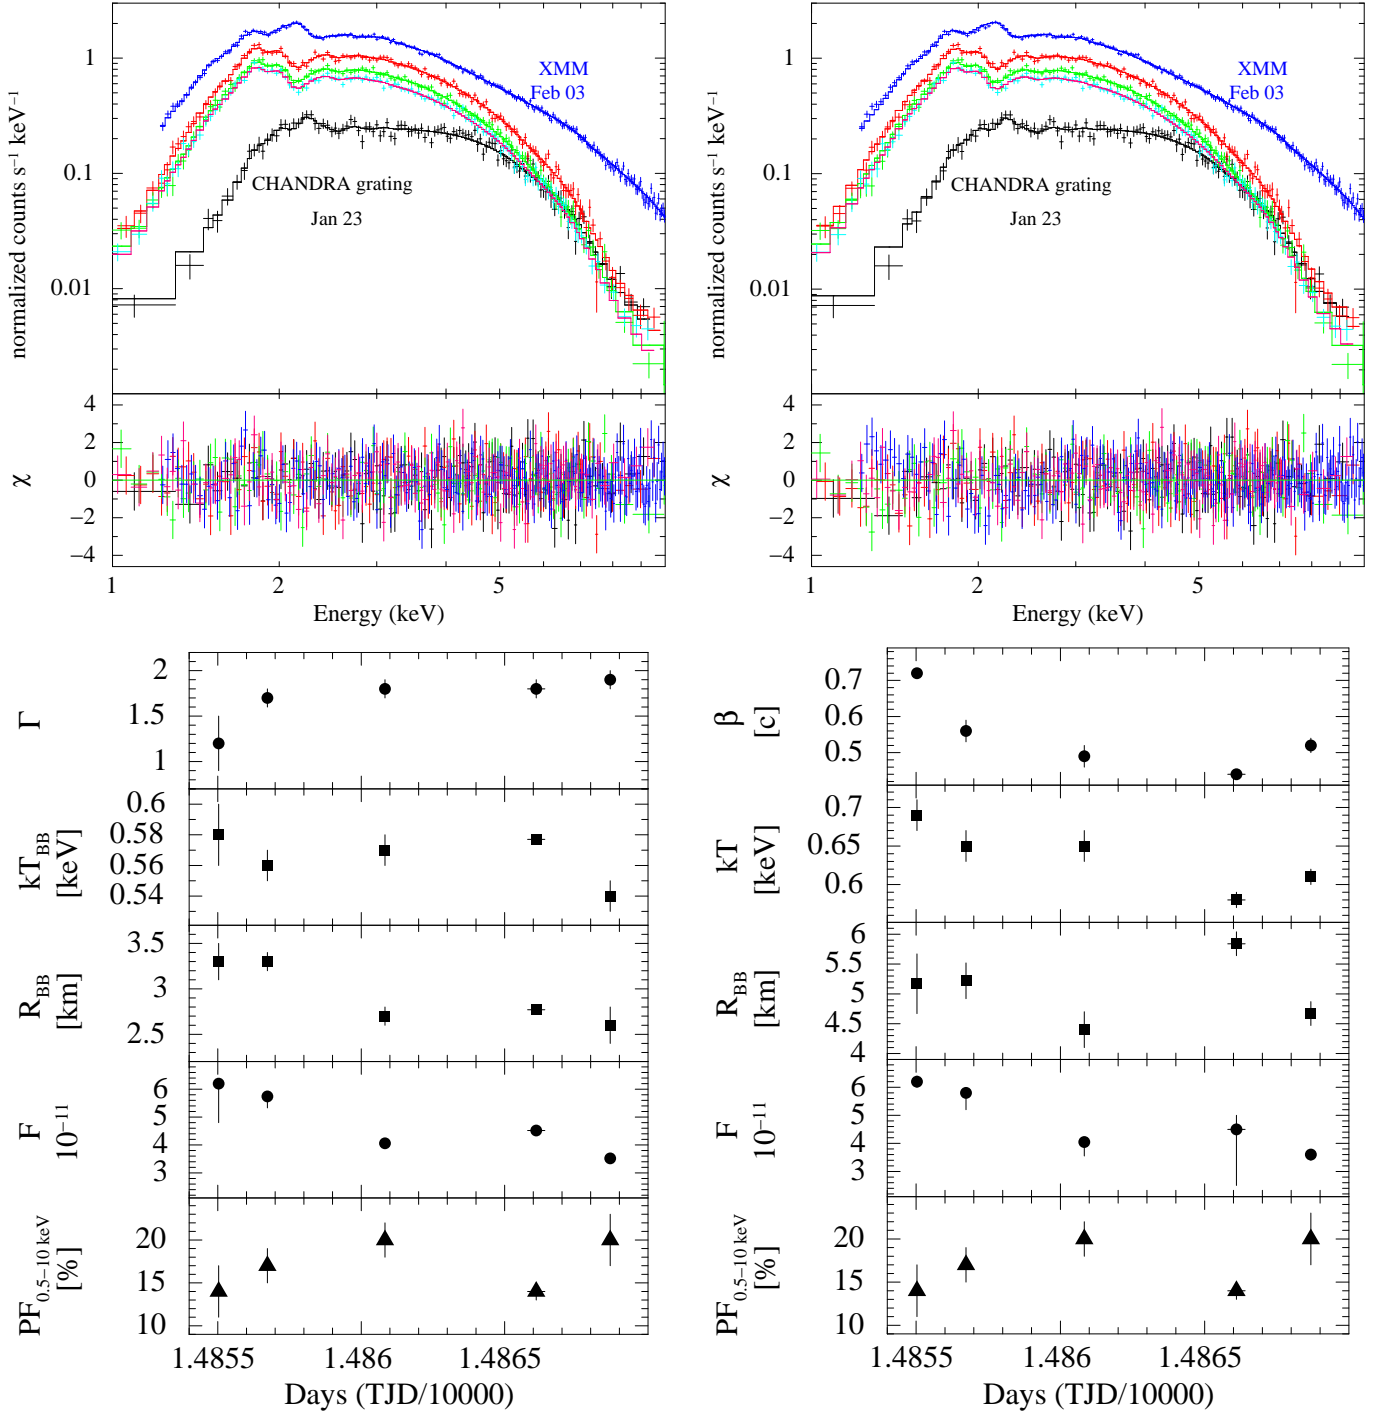 normalized counts s⁻¹ keV⁻¹
1
0.1
0.01
XMM
Feb 03
CHANDRA grating
Jan 23
χ
4
2
0
−2
−4
1
2
5
Energy (keV)
normalized counts s⁻¹ keV⁻¹
1
0.1
0.01
XMM
Feb 03
CHANDRA grating
Jan 23
χ
4
2
0
−2
−4
1
2
5
Energy (keV)
Γ
2
1.5
1
kT_BB
[keV]
0.6
0.58
0.56
0.54
R_BB
[km]
3.5
3
2.5
F
10⁻¹¹
6
5
4
3
PF_0.5−10 keV
[%]
20
15
10
1.4855
1.486
1.4865
Days (TJD/10000)
β
[c]
0.7
0.6
0.5
kT
[keV]
0.7
0.65
0.6
R_BB
[km]
6
5.5
5
4.5
4
F
10⁻¹¹
6
5
4
3
PF_0.5−10 keV
[%]
20
15
10
1.4855
1.486
1.4865
Days (TJD/10000)